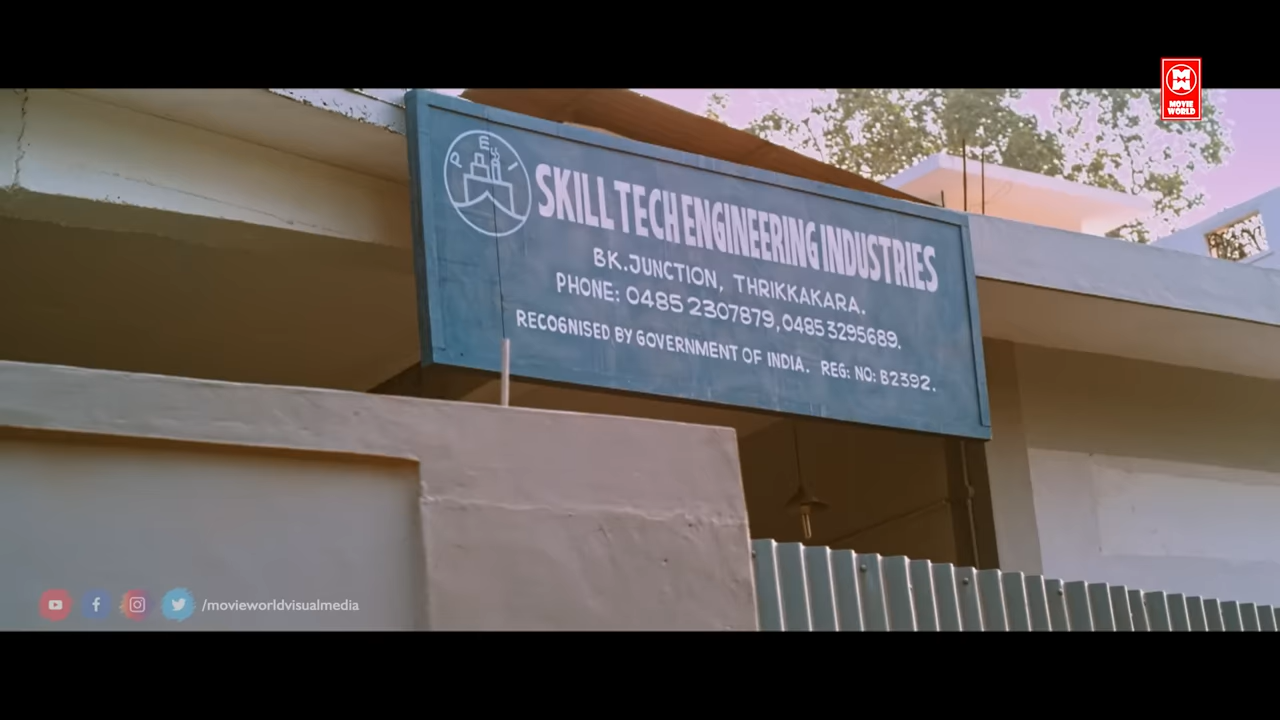 MOVIE
WORLD
P E I
SKILL TECH ENGINEERING INDUSTRIES
BK.JUNCTION, THRIKKAKARA.
PHONE: 0485 2307879, 0485 3295689.
RECOGNISED BY GOVERNMENT OF INDIA. REG: NO: B2392.
/movieworldvisualmedia